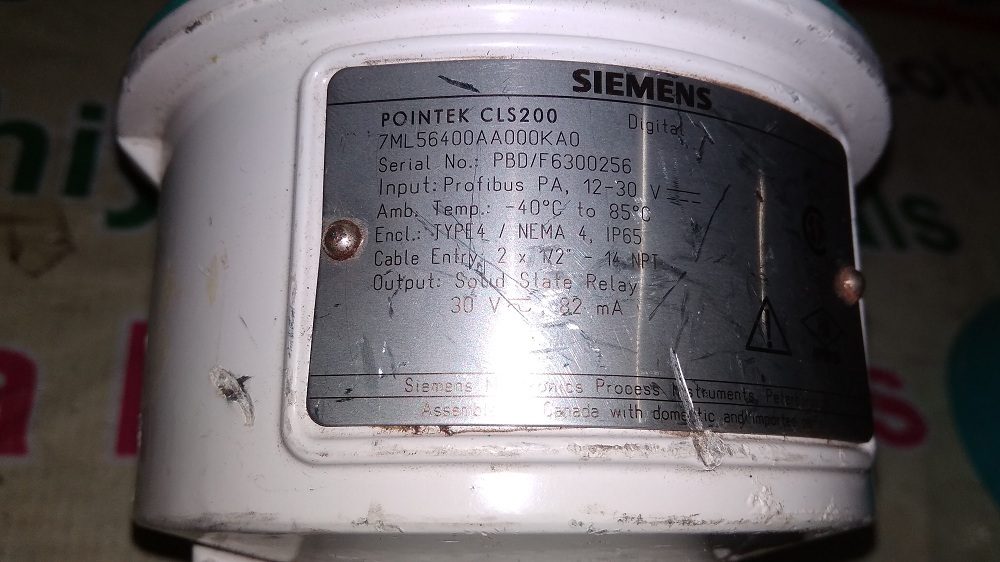 SIEMENS
POINTEK CLS200 Digital
7ML56400AA000KA0
Serial No.: PBD/F6300256
Input: Profibus PA, 12-30 V
Amb. Temp.: -40°C to 85°C
Encl.: TYPE4 / NEMA 4, IP65
Cable Entry, 2 x 1/2" - 14 NPT
Output: Solid State Relay
30 V 82 mA
Siemens Process Instruments,
Canada with domestic and